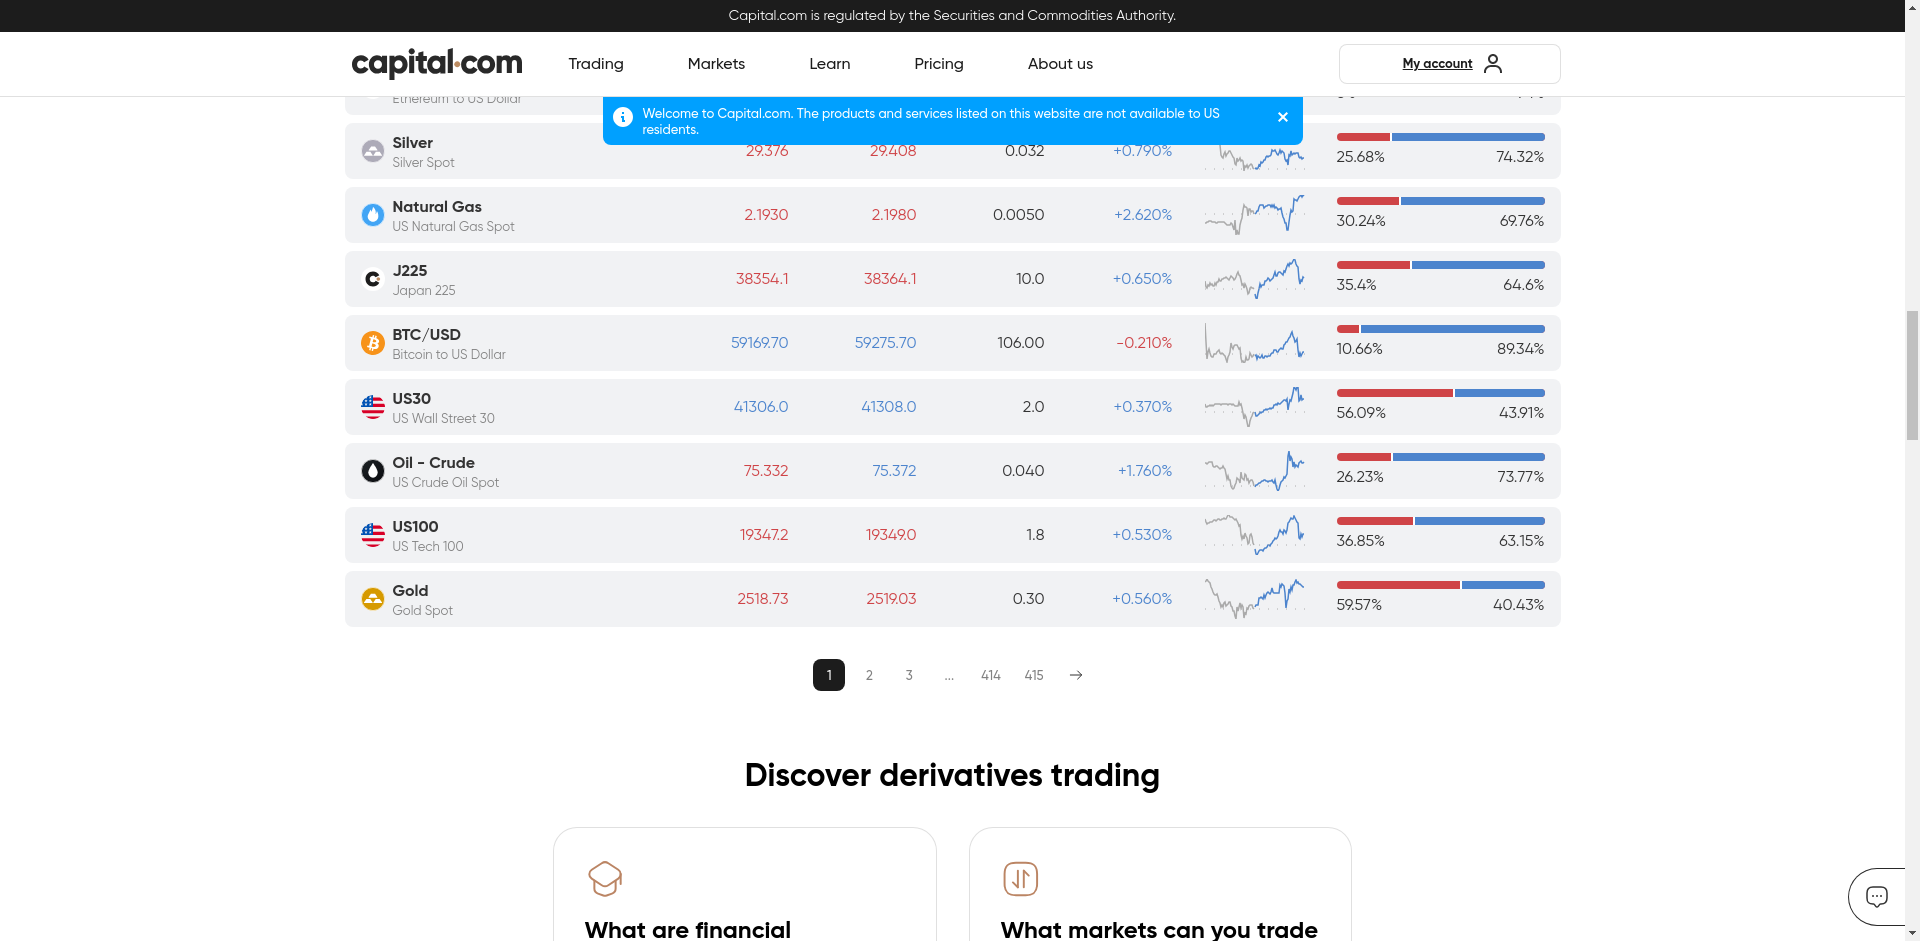 Capital.com is regulated by the Securities and Commodities Authority.
capital.com
Trading
Markets
Learn
Pricing
About us
My account
Ethereum to US Dollar
Welcome to Capital.com. The products and services listed on this website are not available to US
residents.
Silver
Silver Spot
29.376
29.408
0.032
+0.790%
25.68%
74.32%
Natural Gas
US Natural Gas Spot
2.1930
2.1980
0.0050
+2.620%
30.24%
69.76%
J225
Japan 225
38354.1
38364.1
10.0
+0.650%
35.4%
64.6%
BTC/USD
Bitcoin to US Dollar
59169.70
59275.70
106.00
-0.210%
10.66%
89.34%
US30
US Wall Street 30
41306.0
41308.0
2.0
+0.370%
56.09%
43.91%
Oil - Crude
US Crude Oil Spot
75.332
75.372
0.040
+1.760%
26.23%
73.77%
US100
US Tech 100
19347.2
19349.0
1.8
+0.530%
36.85%
63.15%
Gold
Gold Spot
2518.73
2519.03
0.30
+0.560%
59.57%
40.43%
1
2
3
...
414
415
Discover derivatives trading
What are financial
What markets can you trade